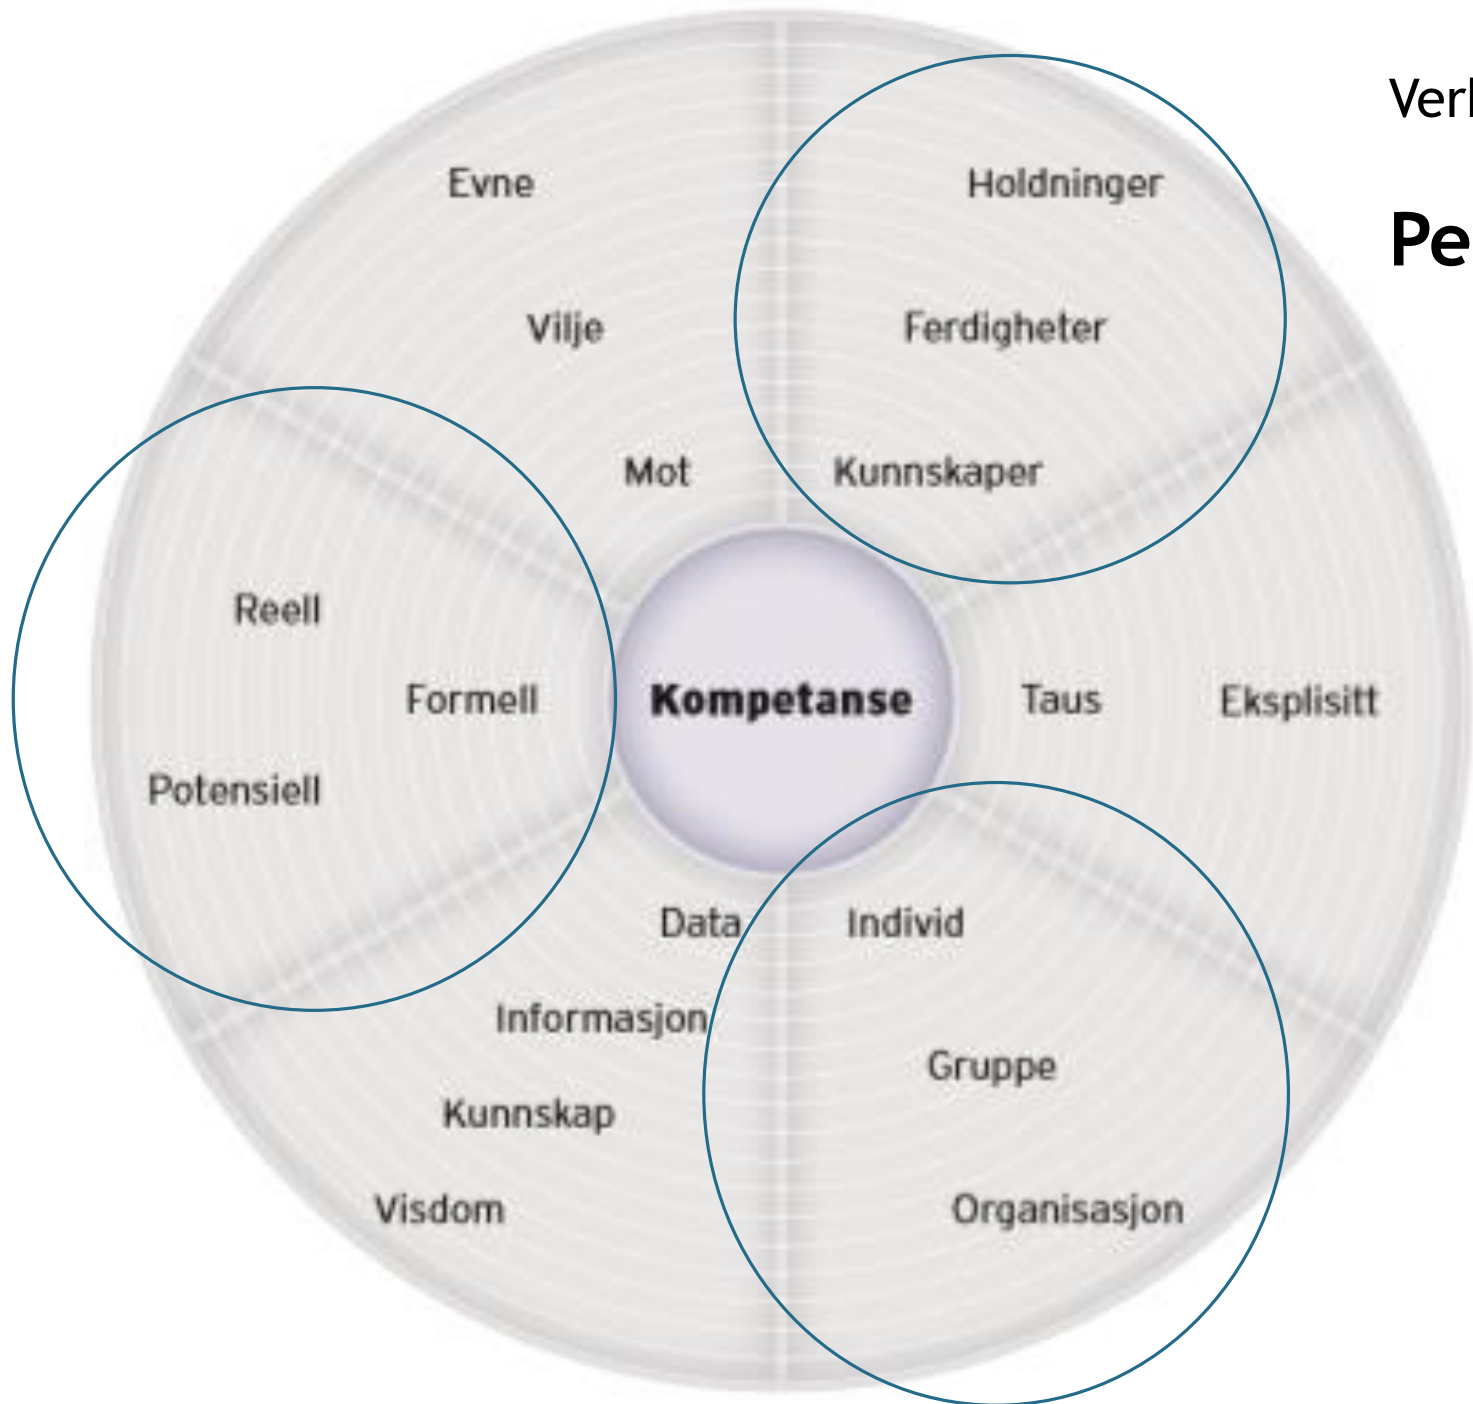 Evne
Vilje
Mot
Holdninger
Ferdigheter
Kunnskaper
Reell
Formell
Potensiell
Kompetanse
Taus
Eksplisitt
Data
Informasjon
Kunnskap
Visdom
Individ
Gruppe
Organisasjon
Pe